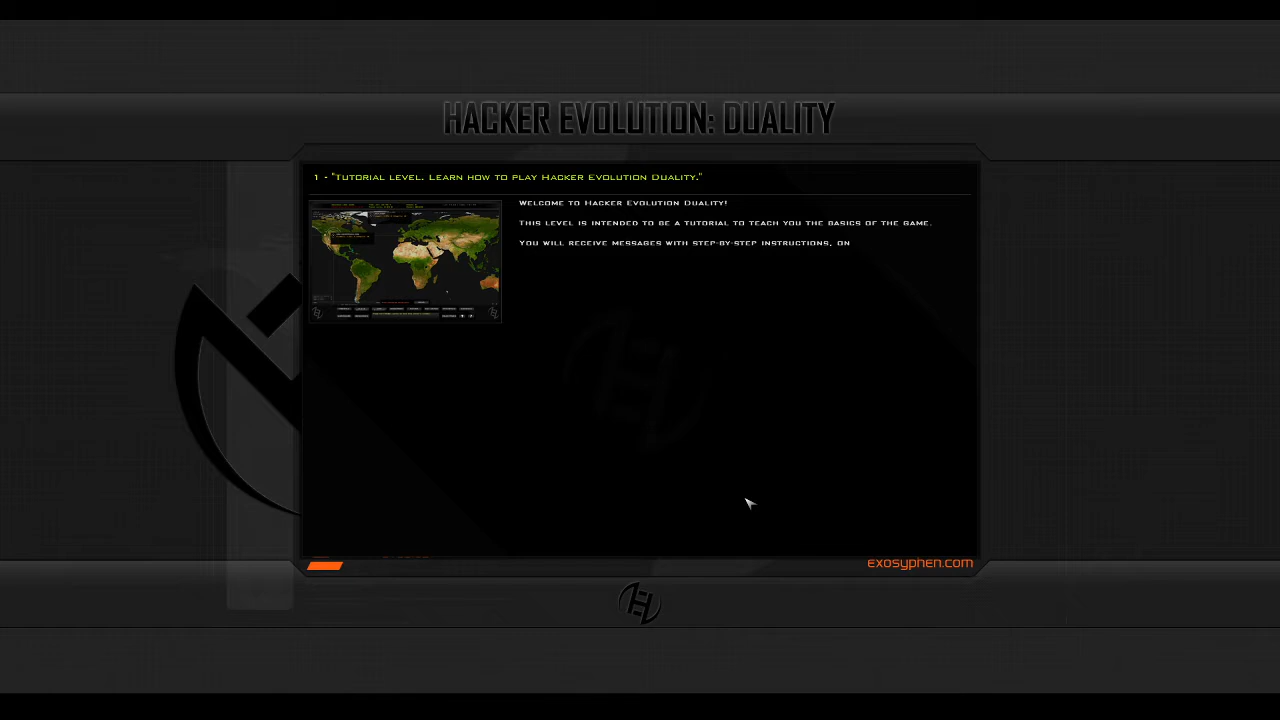 HACKER EVOLUTION: DUALITY
1 - "Tutorial level. Learn how to play Hacker Evolution Duality."
Welcome to Hacker Evolution Duality!
This level is intended to be a tutorial to teach you the basics of the game.
You will receive messages with step-by-step instructions, on
exosyphen.com